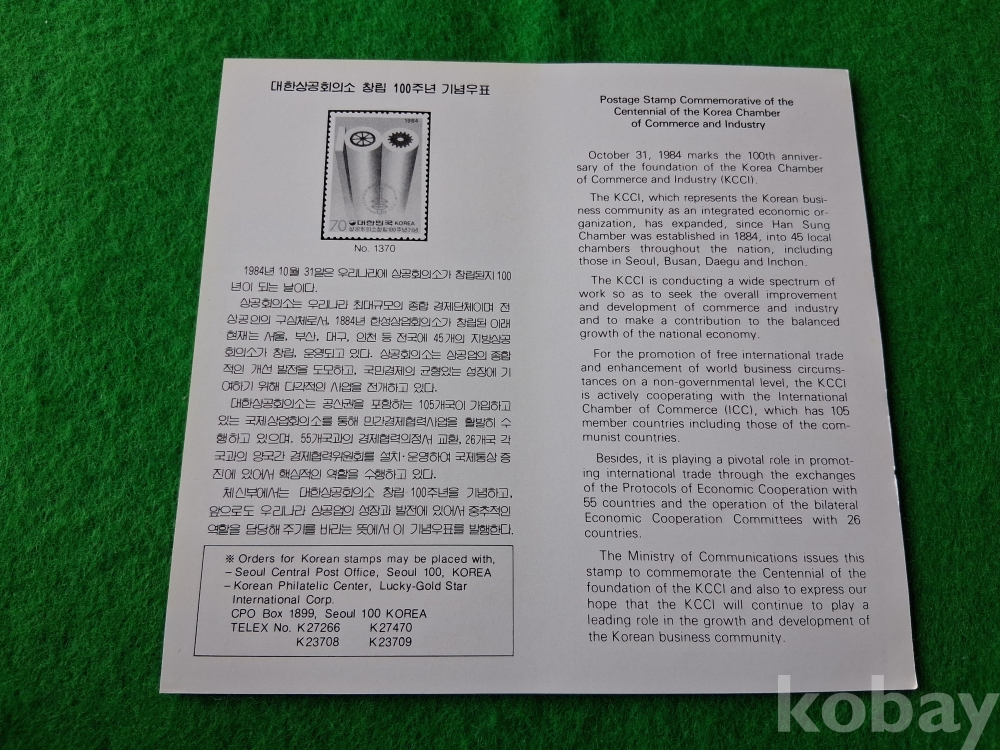 대한상공회의소 창립 100주년 기념우표
1984
70 대한민국 KOREA
상공회의소창립100주년기념
No. 1370
1984년 10월 31일은 우리나라에 상공회의소가 창립된지 100
년이 되는 날이다.
상공회의소는 우리나라 최대규모의 종합 경제단체이며 전
상공인의 구심체로서, 1884년 한성상업회의소가 창립된 이래
현재는 서울, 부산, 대구, 인천 등 전국에 45개의 지방상공
회의소가 창립, 운영되고 있다. 상공회의소는 상공업의 종합
적인 개선 발전을 도모하고, 국민경제의 균형있는 성장에 기
여하기 위해 다각적인 사업을 전개하고 있다.
대한상공회의소는 공산권을 포함하는 105개국이 가입하고
있는 국제상업회의소를 통해 민간경제협력사업을 활발히 수
행하고 있으며, 55개국과의 경제협력의정서 교환, 26개국 각
국과의 양국간 경제협력위원회를 설치·운영하여 국제통상 증
진에 있어서 핵심적인 역할을 수행하고 있다.
체신부에서는 대한상공회의소 창립 100주년을 기념하고,
앞으로도 우리나라 상공업의 성장과 발전에 있어서 중추적인
역할을 담당해 주기를 바라는 뜻에서 이 기념우표를 발행한다.
※ Orders for Korean stamps may be placed with,
– Seoul Central Post Office, Seoul 100, KOREA
– Korean Philatelic Center, Lucky-Gold Star
International Corp.
CPO Box 1899, Seoul 100 KOREA
TELEX No. K27266 K27470
K23708 K23709
Postage Stamp Commemorative of the
Centennial of the Korea Chamber
of Commerce and Industry
October 31, 1984 marks the 100th anniver-
sary of the foundation of the Korea Chamber
of Commerce and Industry (KCCI).
The KCCI, which represents the Korean busi-
ness community as an integrated economic or-
ganization, has expanded, since Han Sung
Chamber was established in 1884, into 45 local
chambers throughout the nation, including
those in Seoul, Busan, Daegu and Inchon.
The KCCI is conducting a wide spectrum of
work so as to seek the overall improvement
and development of commerce and industry
and to make a contribution to the balanced
growth of the national economy.
For the promotion of free international trade
and enhancement of world business circums-
tances on a non-governmental level, the KCCI
is actively cooperating with the International
Chamber of Commerce (ICC), which has 105
member countries including those of the com-
munist countries.
Besides, it is playing a pivotal role in promot-
ing international trade through the exchanges
of the Protocols of Economic Cooperation with
55 countries and the operation of the bilateral
Economic Cooperation Committees with 26
countries.
The Ministry of Communications issues this
stamp to commemorate the Centennial of the
foundation of the KCCI and also to express our
hope that the KCCI will continue to play a
leading role in the growth and development of
the Korean business community.
kobay